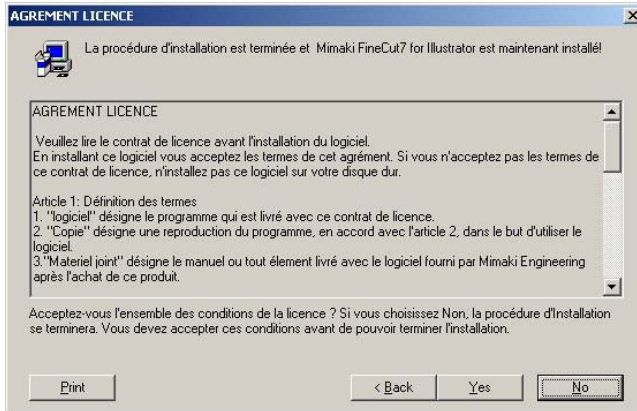 AGREMENT LICENCE
La procédure d'installation est terminée et Mimaki FineCut7 for Illustrator est maintenant installé!
AGREMENT LICENCE
Veuillez lire le contrat de licence avant l'installation du logiciel.
En installant ce logiciel vous acceptez les termes de cet agrément. Si vous n'acceptez pas les termes de
ce contrat de licence, n'installez pas ce logiciel sur votre disque dur.
Article 1: Définition des termes
1. "logiciel" désigne le programme qui est livré avec ce contrat de licence.
2. "Copie" désigne une reproduction du programme, en accord avec l'article 2, dans le but d'utiliser le
logiciel.
3."Materiel joint" désigne le manuel ou tout élement livré avec le logiciel fourni par Mimaki Engineering
après l'achat de ce produit.
Acceptez-vous l'ensemble des conditions de la licence ? Si vous choisissez Non, la procédure d'Installation
se terminera. Vous devez accepter ces conditions avant de pouvoir terminer l'installation.
Print
< Back
Yes
No